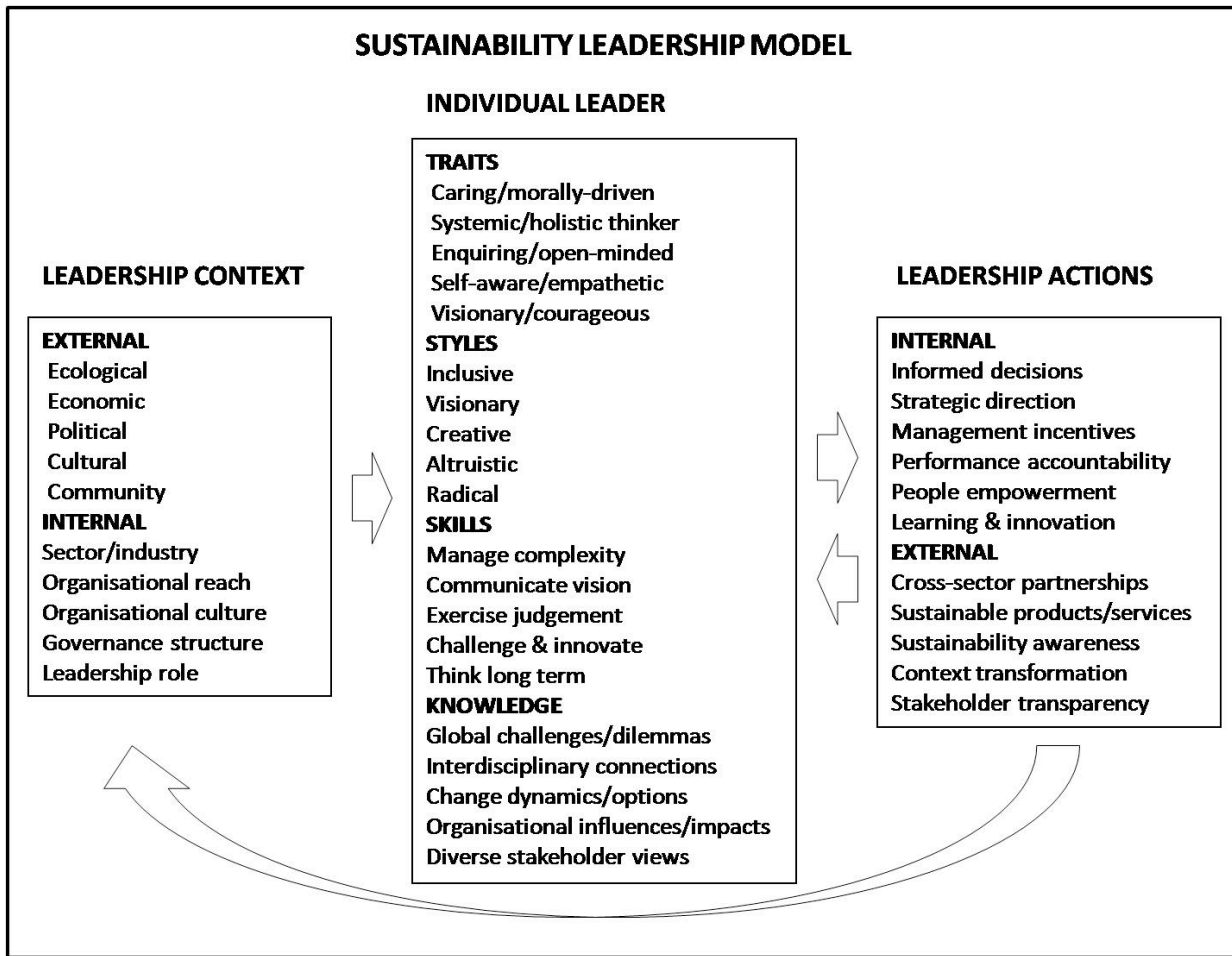 SUSTAINABILITY LEADERSHIP MODEL
LEADERSHIP CONTEXT
EXTERNAL
Ecological
Economic
Political
Cultural
Community
INTERNAL
Sector/industry
Organisational reach
Organisational culture
Governance structure
Leadership role
INDIVIDUAL LEADER
TRAITS
Caring/morally-driven
Systemic/holistic thinker
Enquiring/open-minded
Self-aware/empathetic
Visionary/courageous
STYLES
Inclusive
Visionary
Creative
Altruistic
Radical
SKILLS
Manage complexity
Communicate vision
Exercise judgement
Challenge & innovate
Think long term
KNOWLEDGE
Global challenges/dilemmas
Interdisciplinary connections
Change dynamics/options
Organisational influences/impacts
Diverse stakeholder views
LEADERSHIP ACTIONS
INTERNAL
Informed decisions
Strategic direction
Management incentives
Performance accountability
People empowerment
Learning & innovation
EXTERNAL
Cross-sector partnerships
Sustainable products/services
Sustainability awareness
Context transformation
Stakeholder transparency